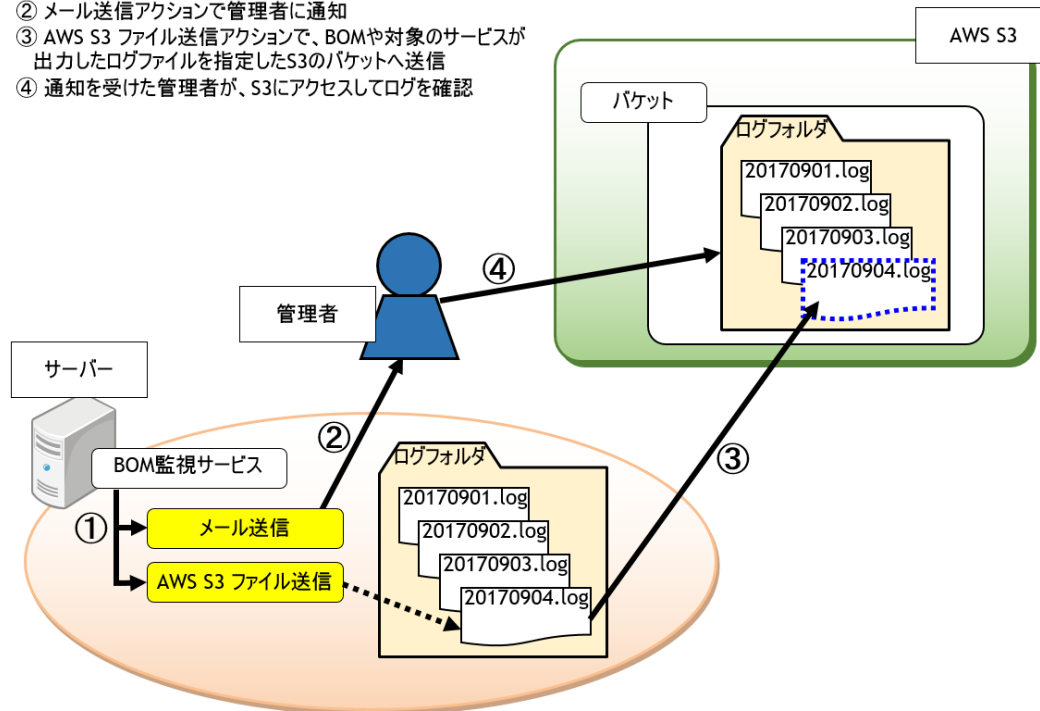 ② メール送信アクションで管理者に通知
③ AWS S3 ファイル送信アクションで、BOMや対象のサービスが
出力したログファイルを指定したS3のバケットへ送信
④ 通知を受けた管理者が、S3にアクセスしてログを確認
AWS S3
バケット
ログフォルダ
20170901.log
20170902.log
20170903.log
20170904.log
④
管理者
サーバー
②
③
BOM監視サービス
①
メール送信
AWS S3 ファイル送信
ログフォルダ
20170901.log
20170902.log
20170903.log
20170904.log